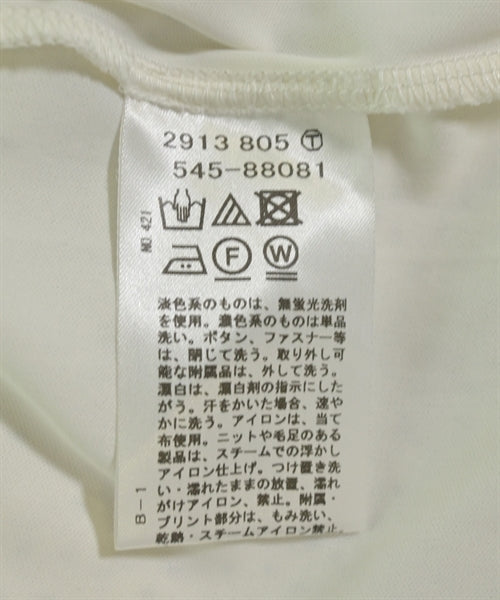 2913 805 Ⓣ
545-88081
NO. 421
F
W
淡色系のものは、無蛍光洗剤
を使用。濃色系のものは単品
洗い。ボタン、ファスナー等
は、閉じて洗う。取り外し可
能な附属品は、外して洗う。
漂白は、漂白剤の指示にした
がう。汗をかいた場合、速や
かに洗う。アイロンは、当て
布使用。ニットや毛足のある
製品は、スチームでの浮かし
アイロン仕上げ。つけ置き洗
い・濡れたままの放置、濡れ
がけアイロン、禁止。附属・
プリント部分は、もみ洗い、
乾熱・スチームアイロン禁止。
B-1